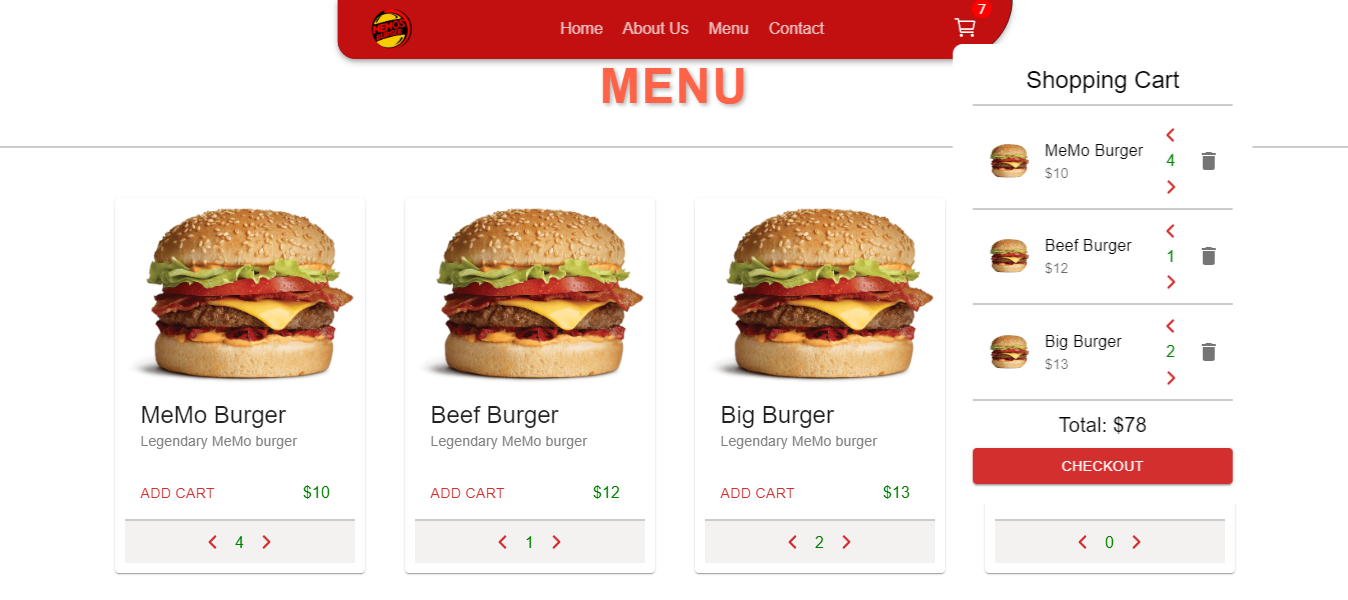 MEMOS
BURGER
Home About Us Menu Contact
7
MENU
Shopping Cart
MeMo Burger
$10
4
Beef Burger
$12
1
Big Burger
$13
2
Total: $78
CHECKOUT
MeMo Burger
Legendary MeMo burger
ADD CART $10
4
Beef Burger
Legendary MeMo burger
ADD CART $12
1
Big Burger
Legendary MeMo burger
ADD CART $13
2
0